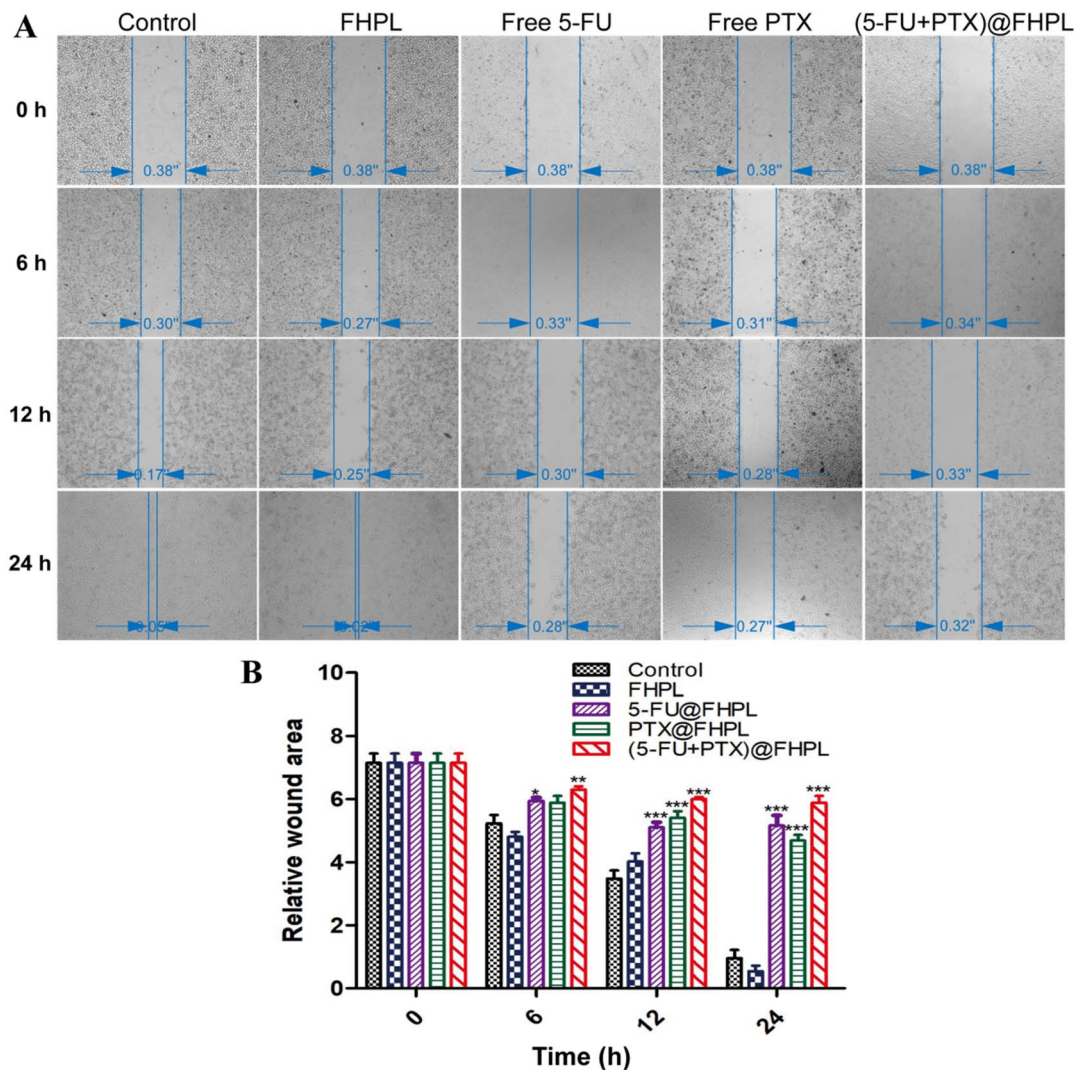 A
Control FHPL Free 5-FU Free PTX (5-FU+PTX)@FHPL
0 h
0.38" 0.38" 0.38" 0.38" 0.38"
6 h
0.30" 0.27" 0.33" 0.31" 0.34"
12 h
0.17" 0.25" 0.30" 0.28" 0.33"
24 h
0.05" 0.02" 0.28" 0.27" 0.32"
B
Relative wound area
10
8
6
4
2
0
Control
FHPL
5-FU@FHPL
PTX@FHPL
(5-FU+PTX)@FHPL
* ** *** *** *** *** *** ***
0 6 12 24
Time (h)